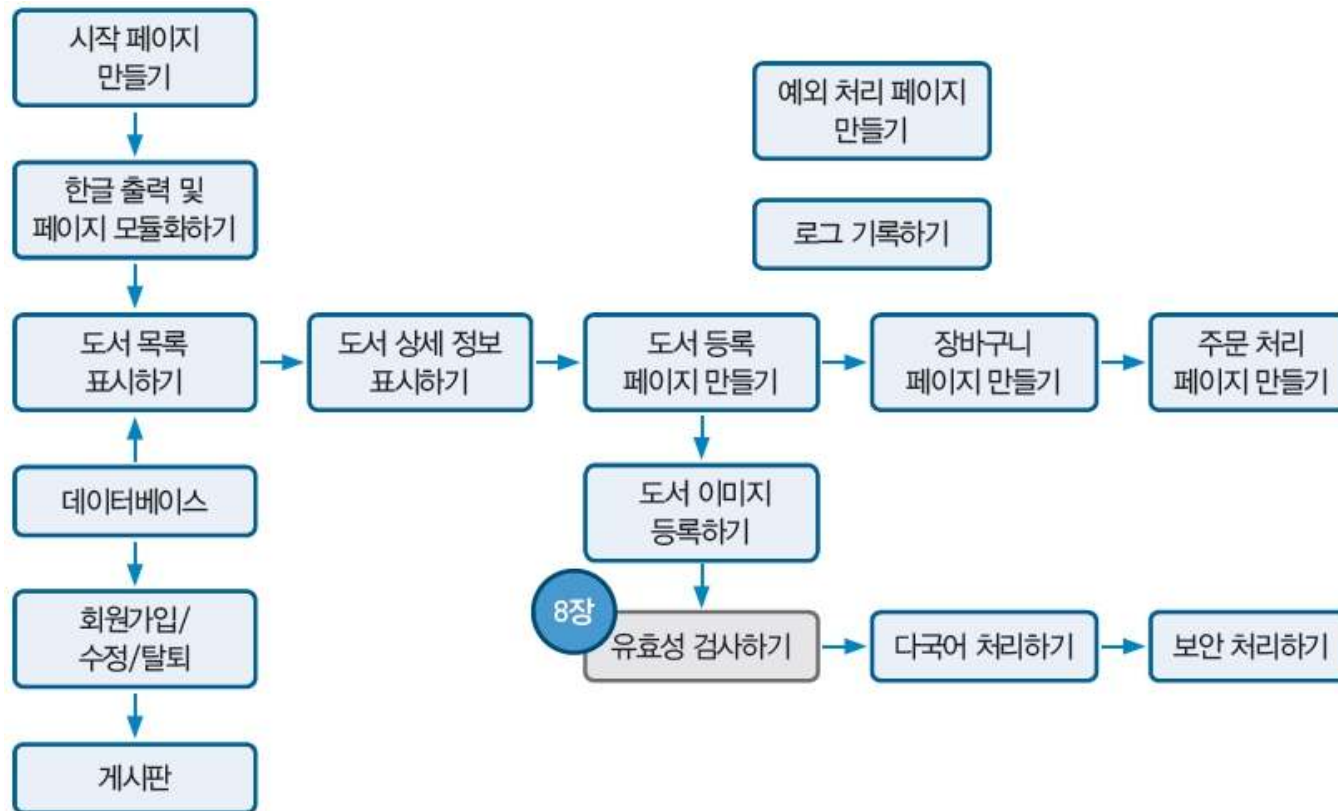 시작 페이지
만들기
예외 처리 페이지
만들기
한글 출력 및
페이지 모듈화하기
로그 기록하기
도서 목록
표시하기
도서 상세 정보
표시하기
도서 등록
페이지 만들기
장바구니
페이지 만들기
주문 처리
페이지 만들기
데이터베이스
도서 이미지
등록하기
8장
회원가입/
수정/탈퇴
유효성 검사하기
다국어 처리하기
보안 처리하기
게시판